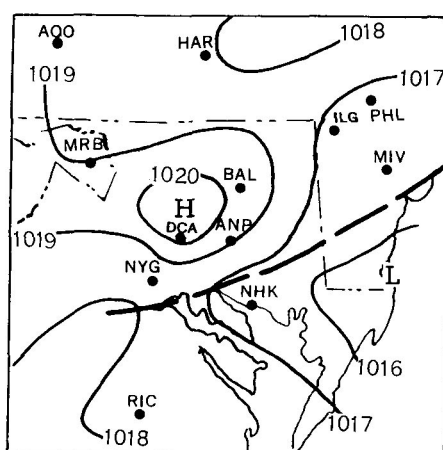 AOO
HAR
1018
1019
1017
PHL
ILG
MRB
MIV
1020
BAL
H
DCA
ANP
1019
NYG
L
NHK
1016
RIC
1018
1017